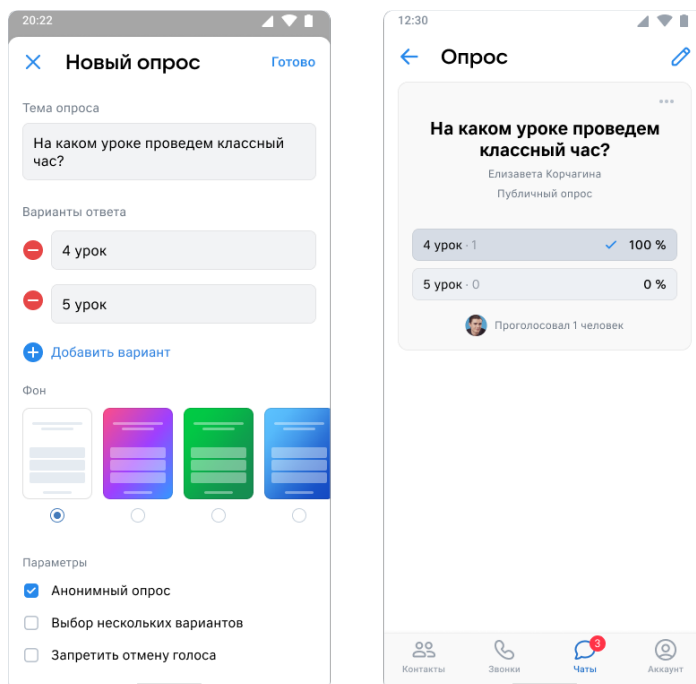 20:22
Новый опрос
Готово
Тема опроса
На каком уроке проведем классный
час?
Варианты ответа
4 урок
5 урок
Добавить вариант
Фон
Параметры
Анонимный опрос
Выбор нескольких вариантов
Запретить отмену голоса
12:30
Опрос
На каком уроке проведем
классный час?
Елизавета Корчагина
Публичный опрос
4 урок · 1 100 %
5 урок · 0 0 %
Проголосовал 1 человек
3
Контакты
Звонки
Чаты
Аккаунт